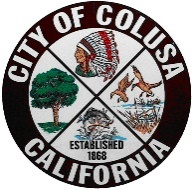 CITY OF COLUSA
ESTABLISHED
1868
CALIFORNIA